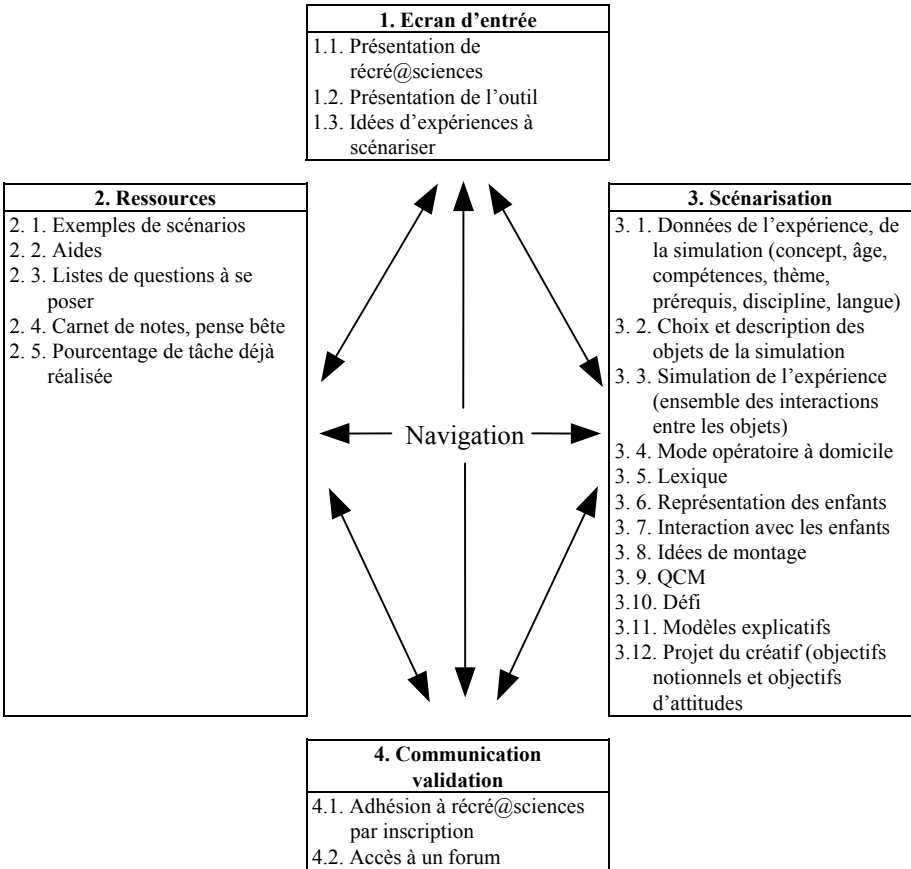 1. Ecran d’entrée
1.1. Présentation de
récré@sciences
1.2. Présentation de l’outil
1.3. Idées d’expériences à
scénariser
2. Ressources
2. 1. Exemples de scénarios
2. 2. Aides
2. 3. Listes de questions à se
poser
2. 4. Carnet de notes, pense bête
2. 5. Pourcentage de tâche déjà
réalisée
Navigation
3. Scénarisation
3. 1. Données de l’expérience, de
la simulation (concept, âge,
compétences, thème,
prérequis, discipline, langue)
3. 2. Choix et description des
objets de la simulation
3. 3. Simulation de l’expérience
(ensemble des interactions
entre les objets)
3. 4. Mode opératoire à domicile
3. 5. Lexique
3. 6. Représentation des enfants
3. 7. Interaction avec les enfants
3. 8. Idées de montage
3. 9. QCM
3.10. Défi
3.11. Modèles explicatifs
3.12. Projet du créatif (objectifs
notionnels et objectifs
d’attitudes
4. Communication
validation
4.1. Adhésion à récré@sciences
par inscription
4.2. Accès à un forum